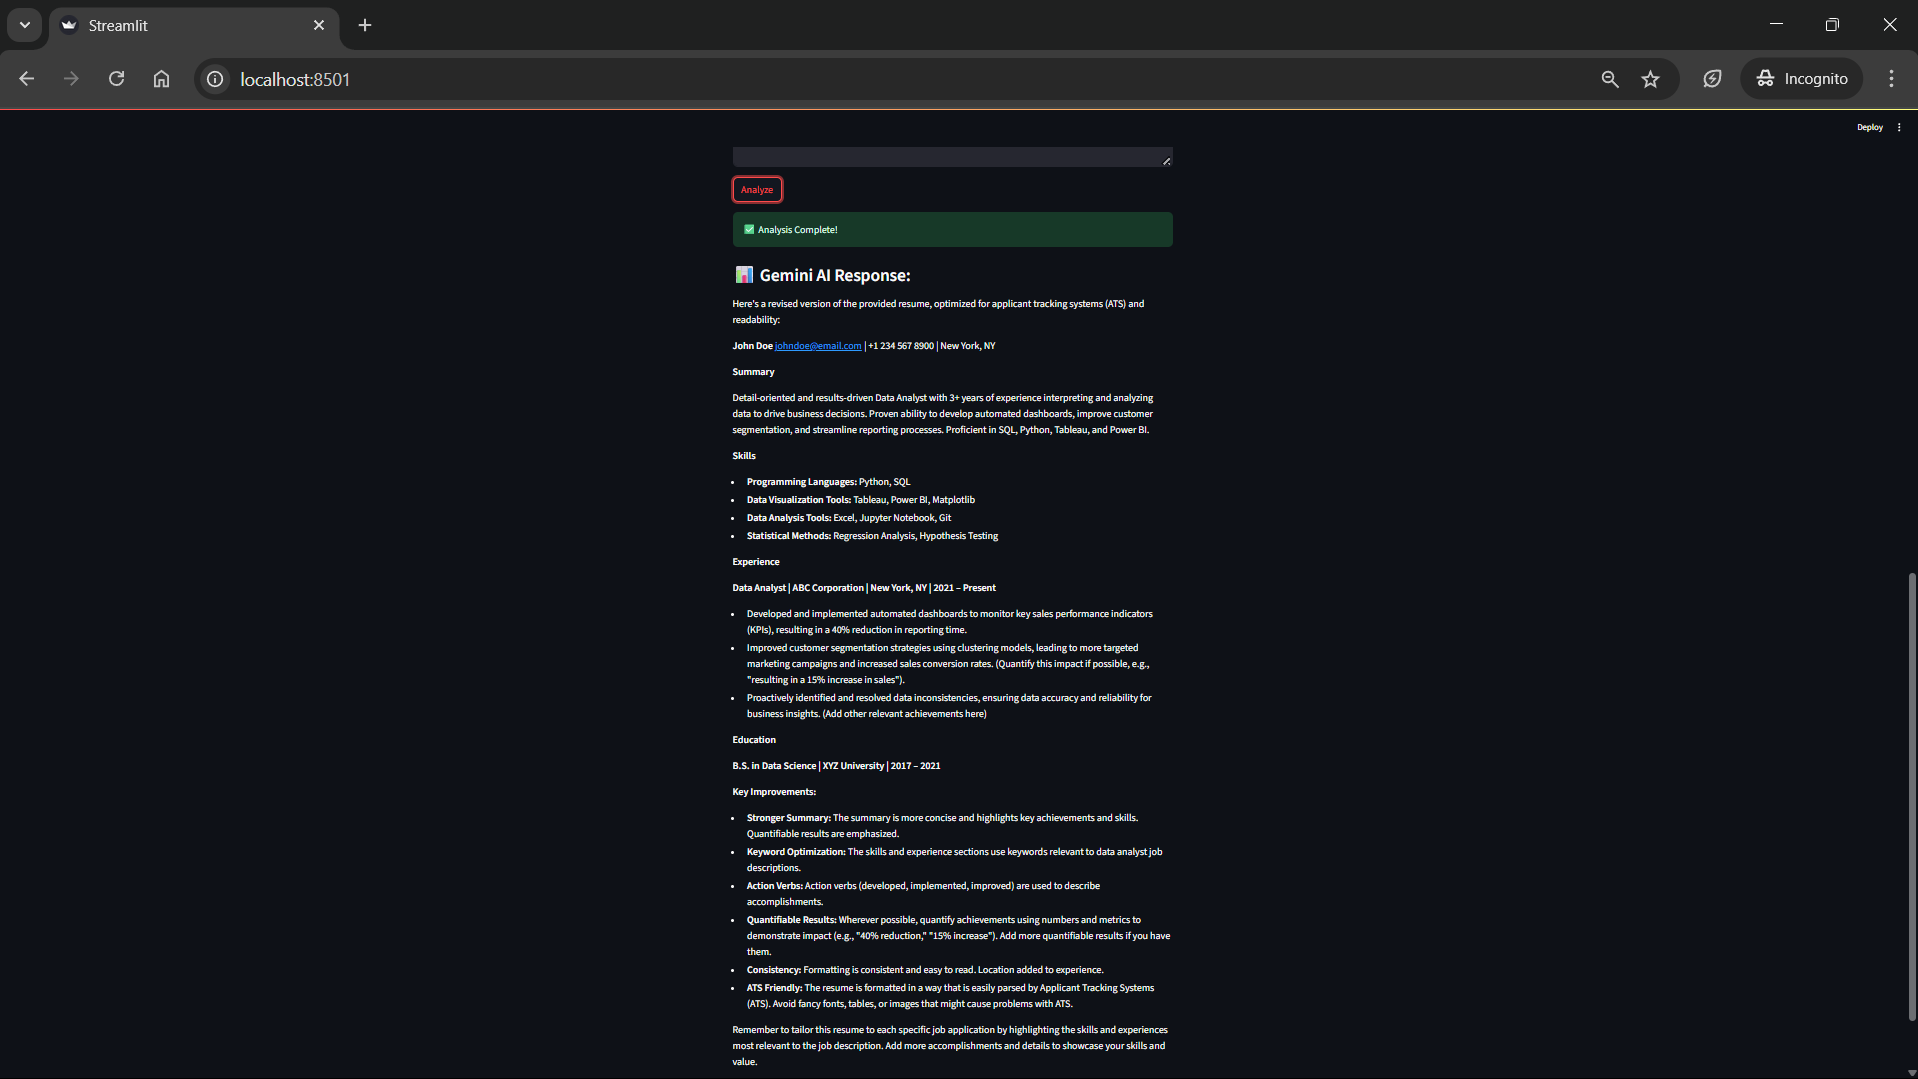 Streamlit
localhost:8501
Incognito
Deploy
Analyze
✅ Analysis Complete!
📊 Gemini AI Response:
Here's a revised version of the provided resume, optimized for applicant tracking systems (ATS) and
readability:
John Doe johndoe@email.com | +1 234 567 8900 | New York, NY
Summary
Detail-oriented and results-driven Data Analyst with 3+ years of experience interpreting and analyzing
data to drive business decisions. Proven ability to develop automated dashboards, improve customer
segmentation, and streamline reporting processes. Proficient in SQL, Python, Tableau, and Power BI.
Skills
• Programming Languages: Python, SQL
• Data Visualization Tools: Tableau, Power BI, Matplotlib
• Data Analysis Tools: Excel, Jupyter Notebook, Git
• Statistical Methods: Regression Analysis, Hypothesis Testing
Experience
Data Analyst | ABC Corporation | New York, NY | 2021 – Present
• Developed and implemented automated dashboards to monitor key sales performance indicators
(KPIs), resulting in a 40% reduction in reporting time.
• Improved customer segmentation strategies using clustering models, leading to more targeted
marketing campaigns and increased sales conversion rates. (Quantify this impact if possible, e.g.,
"resulting in a 15% increase in sales").
• Proactively identified and resolved data inconsistencies, ensuring data accuracy and reliability for
business insights. (Add other relevant achievements here)
Education
B.S. in Data Science | XYZ University | 2017 – 2021
Key Improvements:
• Stronger Summary: The summary is more concise and highlights key achievements and skills.
Quantifiable results are emphasized.
• Keyword Optimization: The skills and experience sections use keywords relevant to data analyst job
descriptions.
• Action Verbs: Action verbs (developed, implemented, improved) are used to describe
accomplishments.
• Quantifiable Results: Wherever possible, quantify achievements using numbers and metrics to
demonstrate impact (e.g., "40% reduction," "15% increase"). Add more quantifiable results if you have
them.
• Consistency: Formatting is consistent and easy to read. Location added to experience.
• ATS Friendly: The resume is formatted in a way that is easily parsed by Applicant Tracking Systems
(ATS). Avoid fancy fonts, tables, or images that might cause problems with ATS.
Remember to tailor this resume to each specific job application by highlighting the skills and experiences
most relevant to the job description. Add more accomplishments and details to showcase your skills and
value.